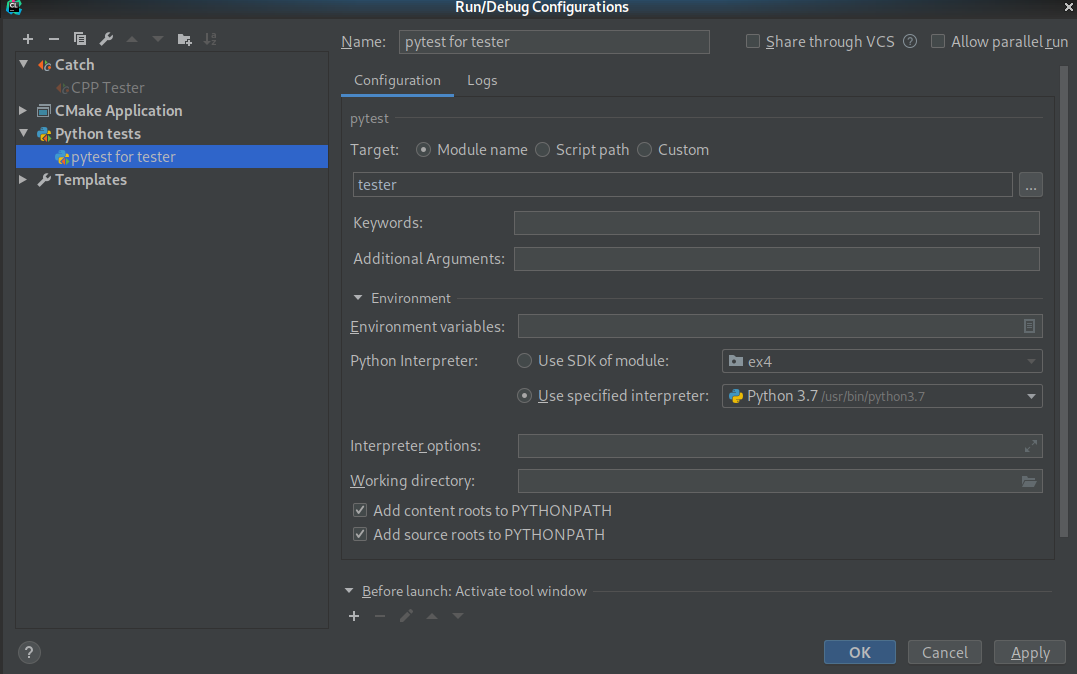 CL
Run/Debug Configurations
Name: pytest for tester
Share through VCS ?
Allow parallel run
Catch
CPP Tester
CMake Application
Python tests
pytest for tester
Templates
Configuration
Logs
pytest
Target: Module name Script path Custom
tester
...
Keywords:
Additional Arguments:
Environment
Environment variables:
Python Interpreter: Use SDK of module: ex4
Use specified interpreter: Python 3.7 /usr/bin/python3.7
Interpreter options:
Working directory:
Add content roots to PYTHONPATH
Add source roots to PYTHONPATH
Before launch: Activate tool window
?
OK
Cancel
Apply